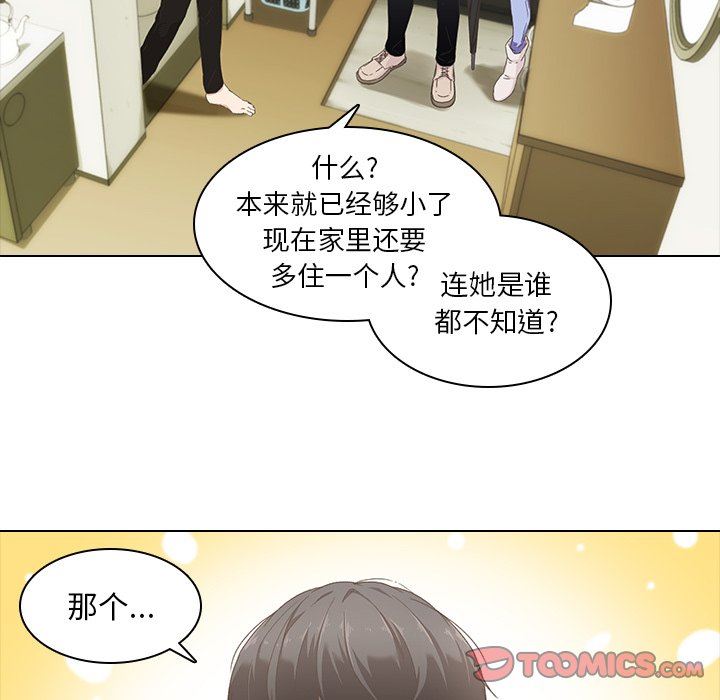 什么?
本来就已经够小了
现在家里还要
多住一个人?
连她是谁
都不知道?
那个...
TOOMICS.COM